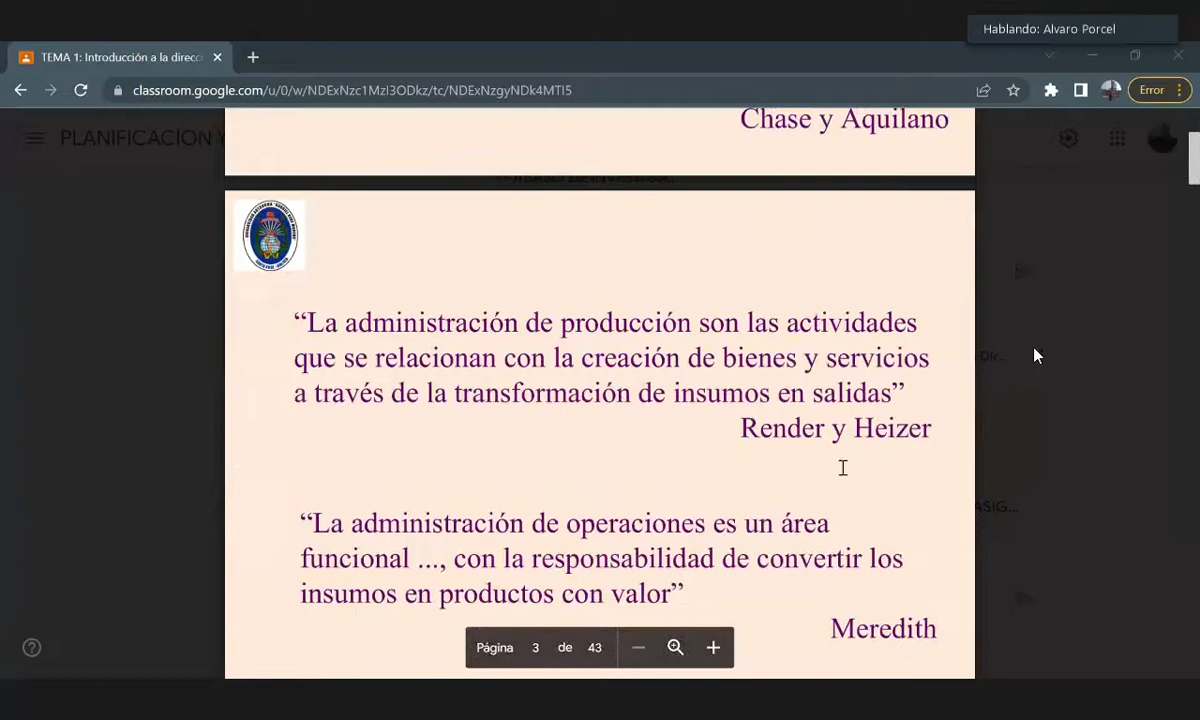 Hablando: Alvaro Porcel
TEMA 1: Introducción a la direcc
classroom.google.com/u/0/w/NDExNzc1Mzl3ODkz/tc/NDExNzgyNDk4MTI5
Error
PLANIFICACION Y
Chase y Aquilano
“La administración de producción son las actividades
que se relacionan con la creación de bienes y servicios
a través de la transformación de insumos en salidas”
Render y Heizer
“La administración de operaciones es un área
funcional ..., con la responsabilidad de convertir los
insumos en productos con valor”
Meredith
Página 3 de 43